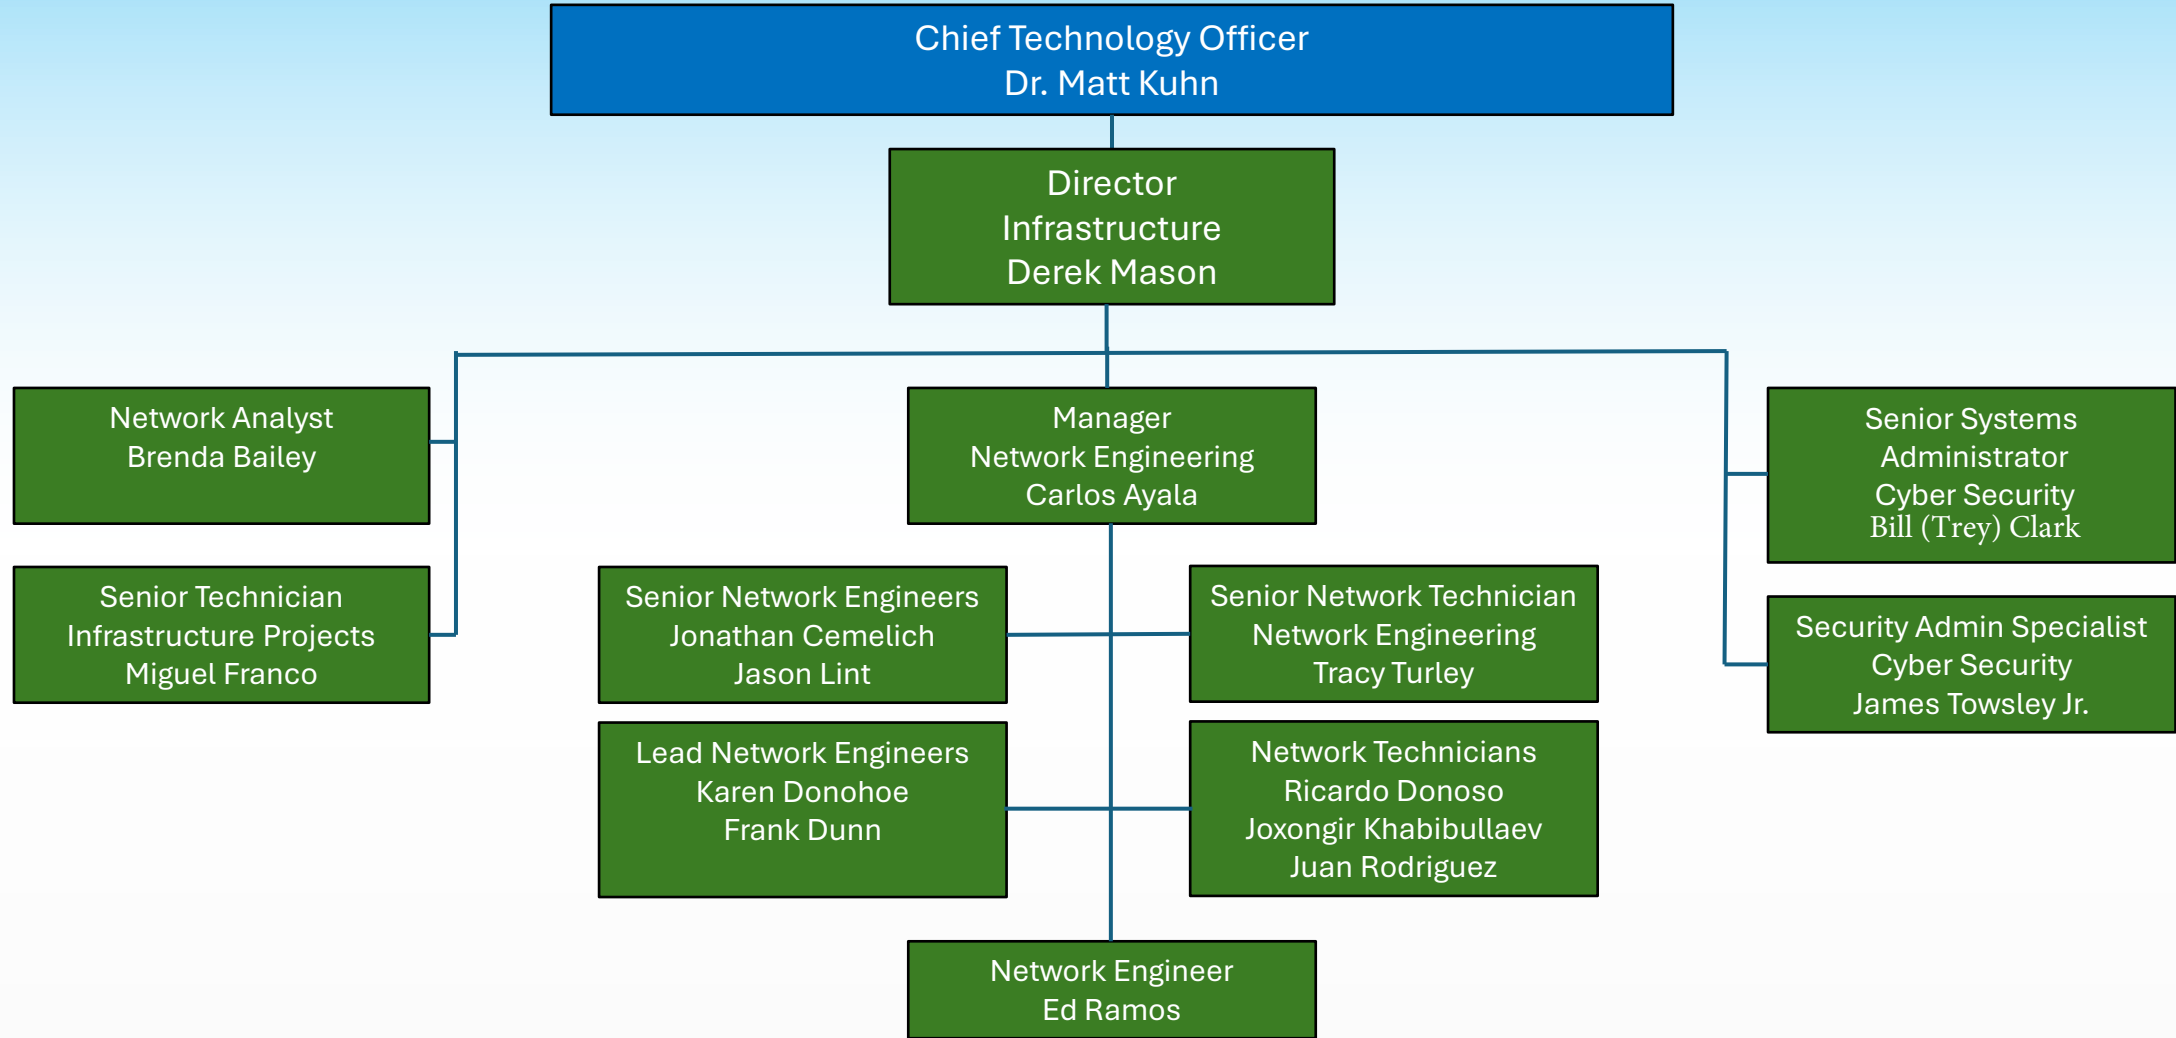 Chief Technology Officer
Dr. Matt Kuhn
Director
Infrastructure
Derek Mason
Network Analyst
Brenda Bailey
Senior Technician
Infrastructure Projects
Miguel Franco
Manager
Network Engineering
Carlos Ayala
Senior Network Engineers
Jonathan Cemelich
Jason Lint
Senior Network Technician
Network Engineering
Tracy Turley
Lead Network Engineers
Karen Donohoe
Frank Dunn
Network Technicians
Ricardo Donoso
Joxongir Khabibullaev
Juan Rodriguez
Network Engineer
Ed Ramos
Senior Systems
Administrator
Cyber Security
Bill (Trey) Clark
Security Admin Specialist
Cyber Security
James Towsley Jr.